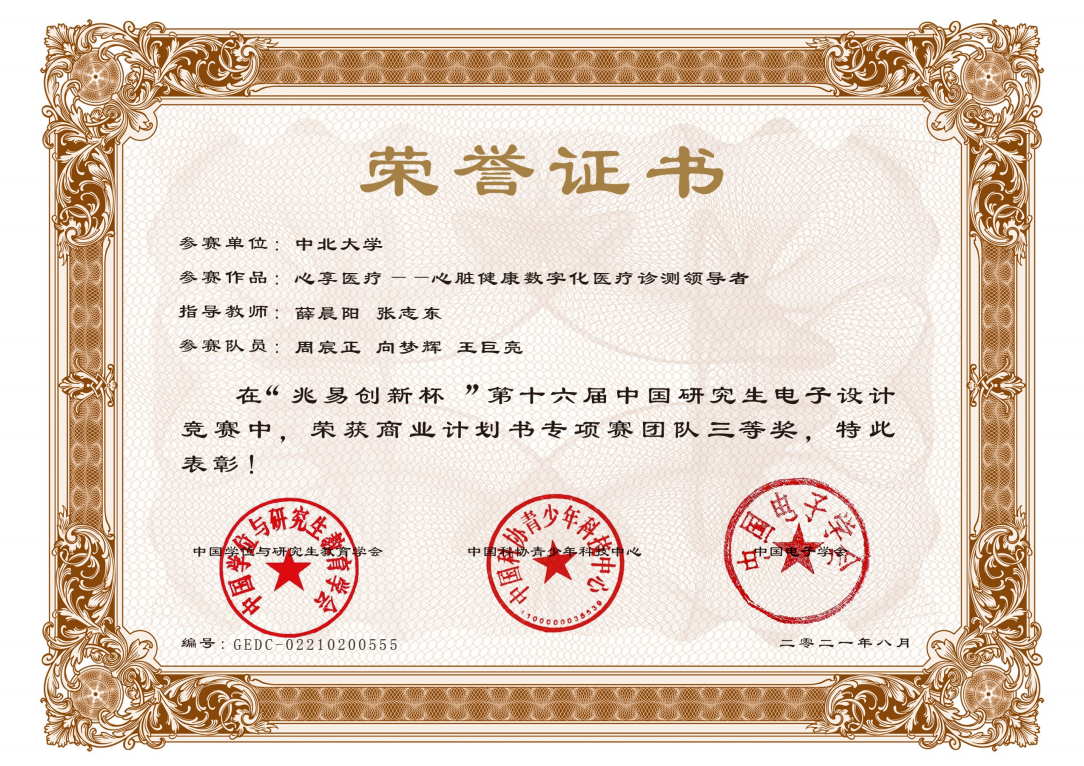 荣誉证书
参赛单位：中北大学
参赛作品：心享医疗——心脏健康数字化医疗诊测领导者
指导教师：薛晨阳 张志东
参赛队员：周宸正 向梦辉 王巨亮
在“兆易创新杯”第十六届中国研究生电子设计
竞赛中，荣获商业计划书专项赛团队三等奖，特此
表彰！
中国学位与研究生教育学会 中国科协青少年科技中心 中国电子学会
中国学位与研究生教育学会
中国科协青少年科技中心
中国电子学会
编号：GEDC-02210200555 二零二一年八月